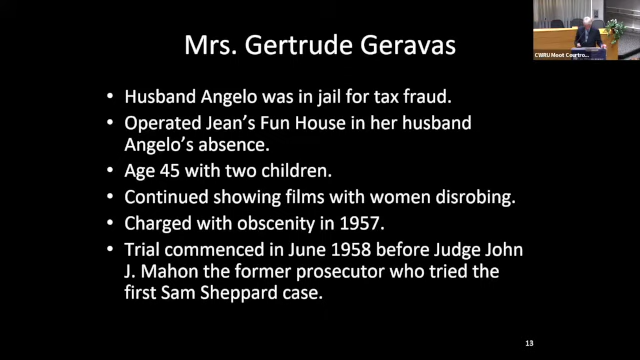 Mrs. Gertrude Geravas
CWRU Moot Courtro...
• Husband Angelo was in jail for tax fraud.
• Operated Jean's Fun House in her husband
Angelo's absence.
• Age 45 with two children.
• Continued showing films with women disrobing.
• Charged with obscenity in 1957.
• Trial commenced in June 1958 before Judge John
J. Mahon the former prosecutor who tried the
first Sam Sheppard case.
13